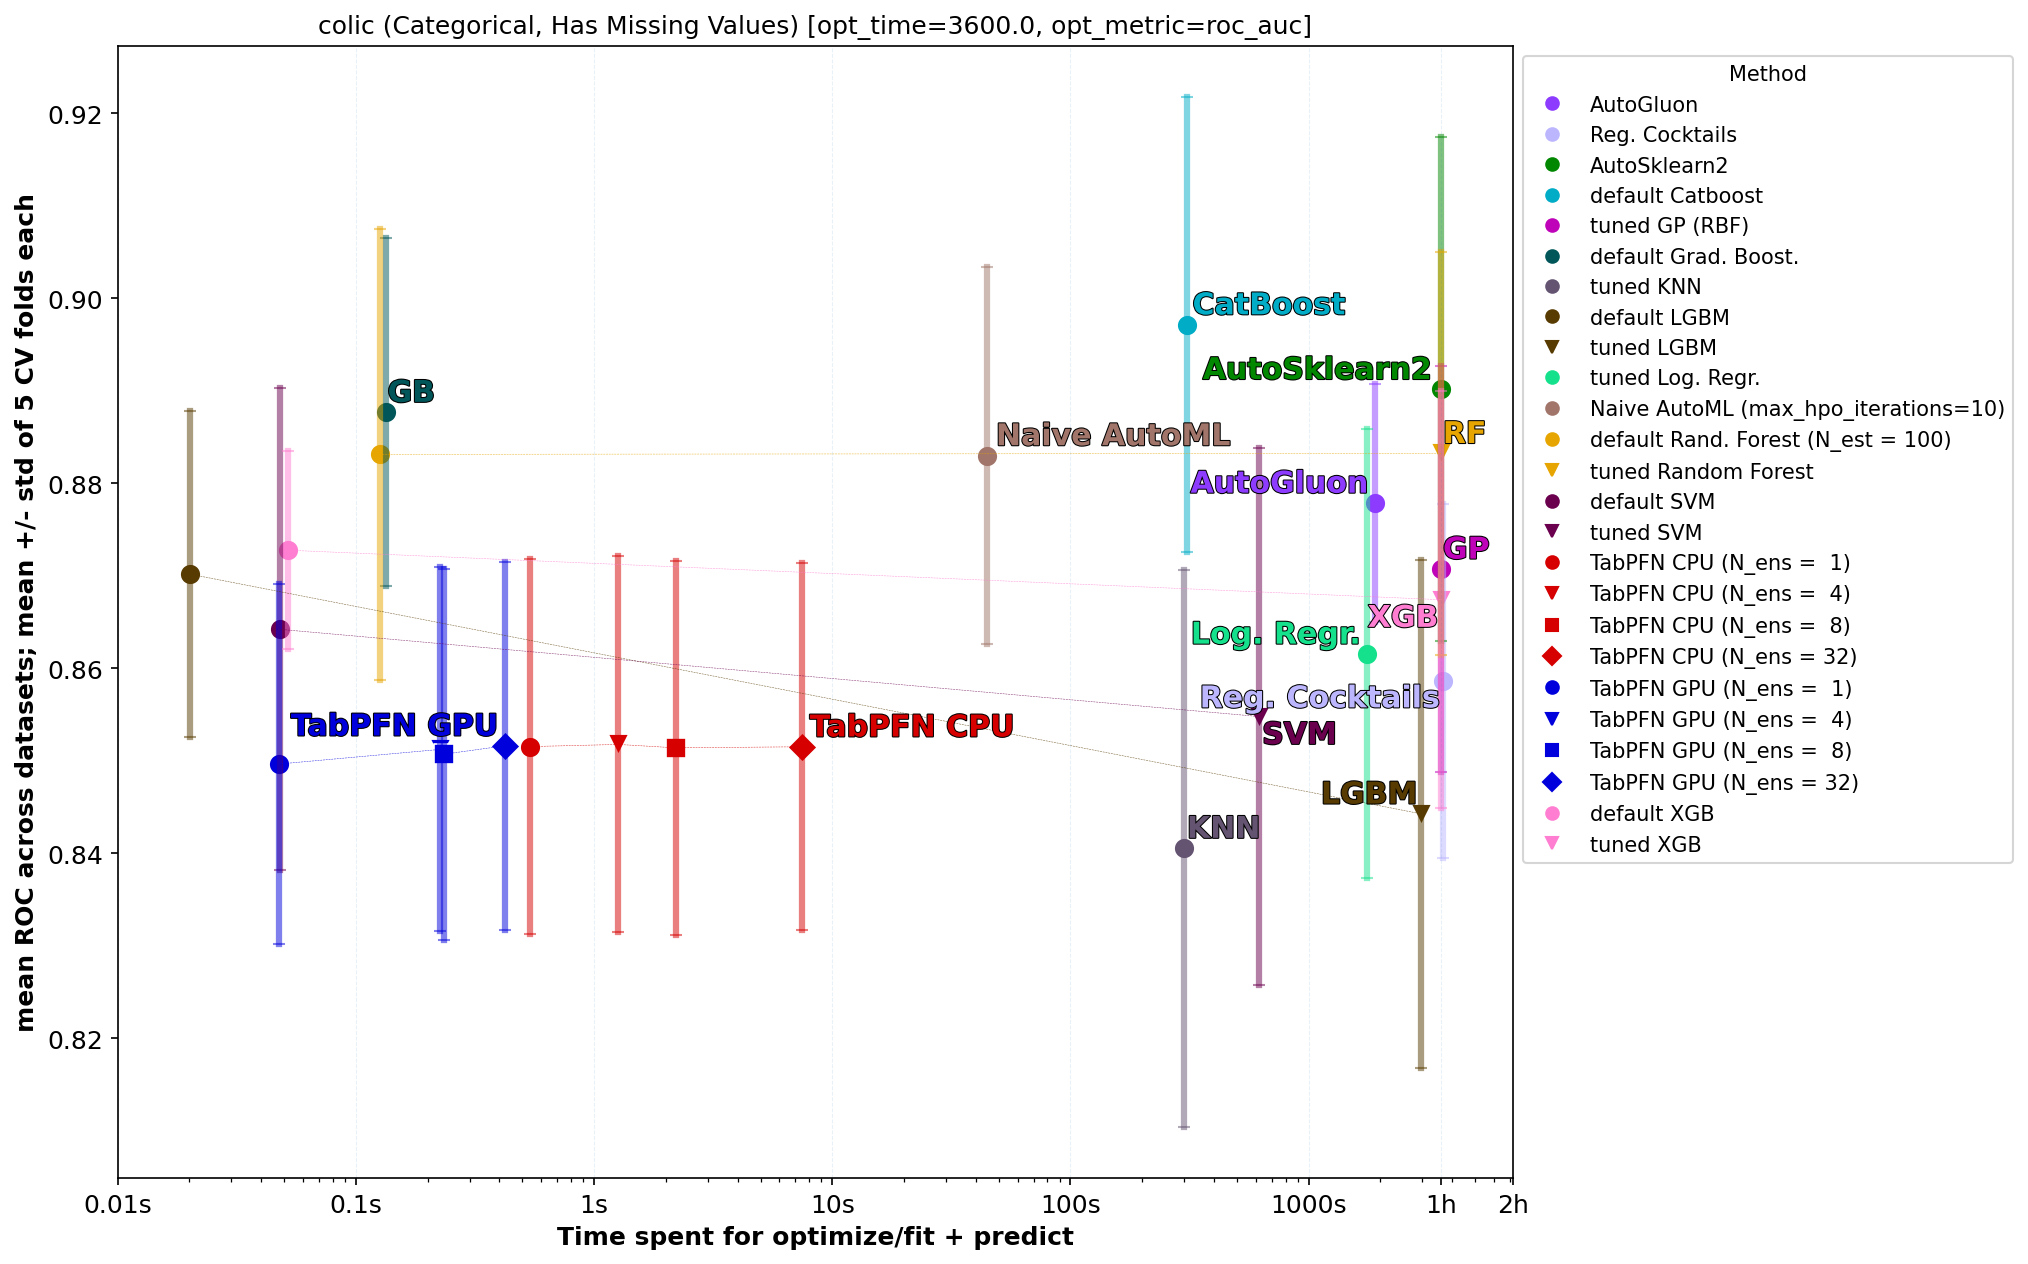 colic (Categorical, Has Missing Values) [opt_time=3600.0, opt_metric=roc_auc]
mean ROC across datasets; mean +/- std of 5 CV folds each
0.92
0.90
0.88
0.86
0.84
0.82
CatBoost
AutoSklearn2
GB
RF
Naive AutoML
AutoGluon
GP
XGB
Log. Regr.
Reg. Cocktails
TabPFN GPU
TabPFN CPU
SVM
LGBM
KNN
0.01s
0.1s
1s
10s
100s
1000s
1h
2h
Time spent for optimize/fit + predict
Method
AutoGluon
Reg. Cocktails
AutoSklearn2
default Catboost
tuned GP (RBF)
default Grad. Boost.
tuned KNN
default LGBM
tuned LGBM
tuned Log. Regr.
Naive AutoML (max_hpo_iterations=10)
default Rand. Forest (N_est = 100)
tuned Random Forest
default SVM
tuned SVM
TabPFN CPU (N_ens =  1)
TabPFN CPU (N_ens =  4)
TabPFN CPU (N_ens =  8)
TabPFN CPU (N_ens = 32)
TabPFN GPU (N_ens =  1)
TabPFN GPU (N_ens =  4)
TabPFN GPU (N_ens =  8)
TabPFN GPU (N_ens = 32)
default XGB
tuned XGB